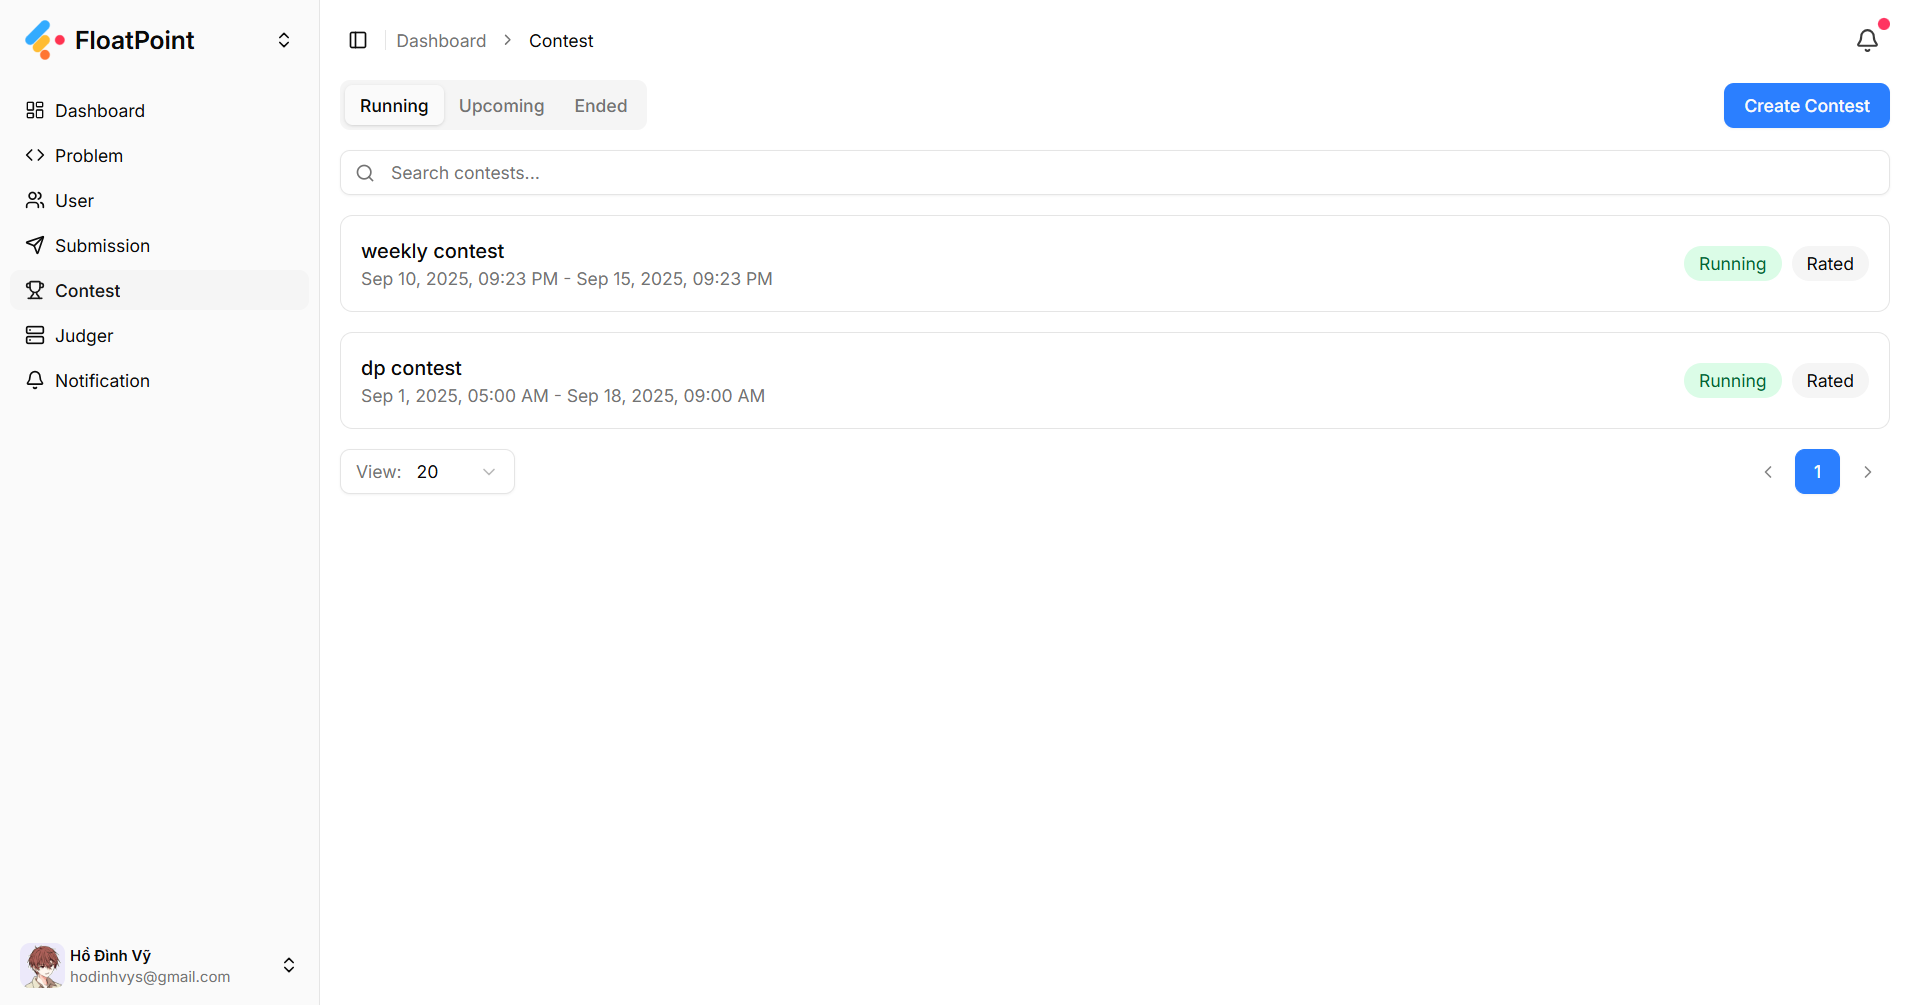 FloatPoint
Dashboard
Problem
User
Submission
Contest
Judger
Notification
Hồ Đình Vỹ
hodinhvys@gmail.com
Dashboard > Contest
Running Upcoming Ended
Create Contest
Search contests...
weekly contest
Sep 10, 2025, 09:23 PM - Sep 15, 2025, 09:23 PM
Running Rated
dp contest
Sep 1, 2025, 05:00 AM - Sep 18, 2025, 09:00 AM
Running Rated
View: 20
1